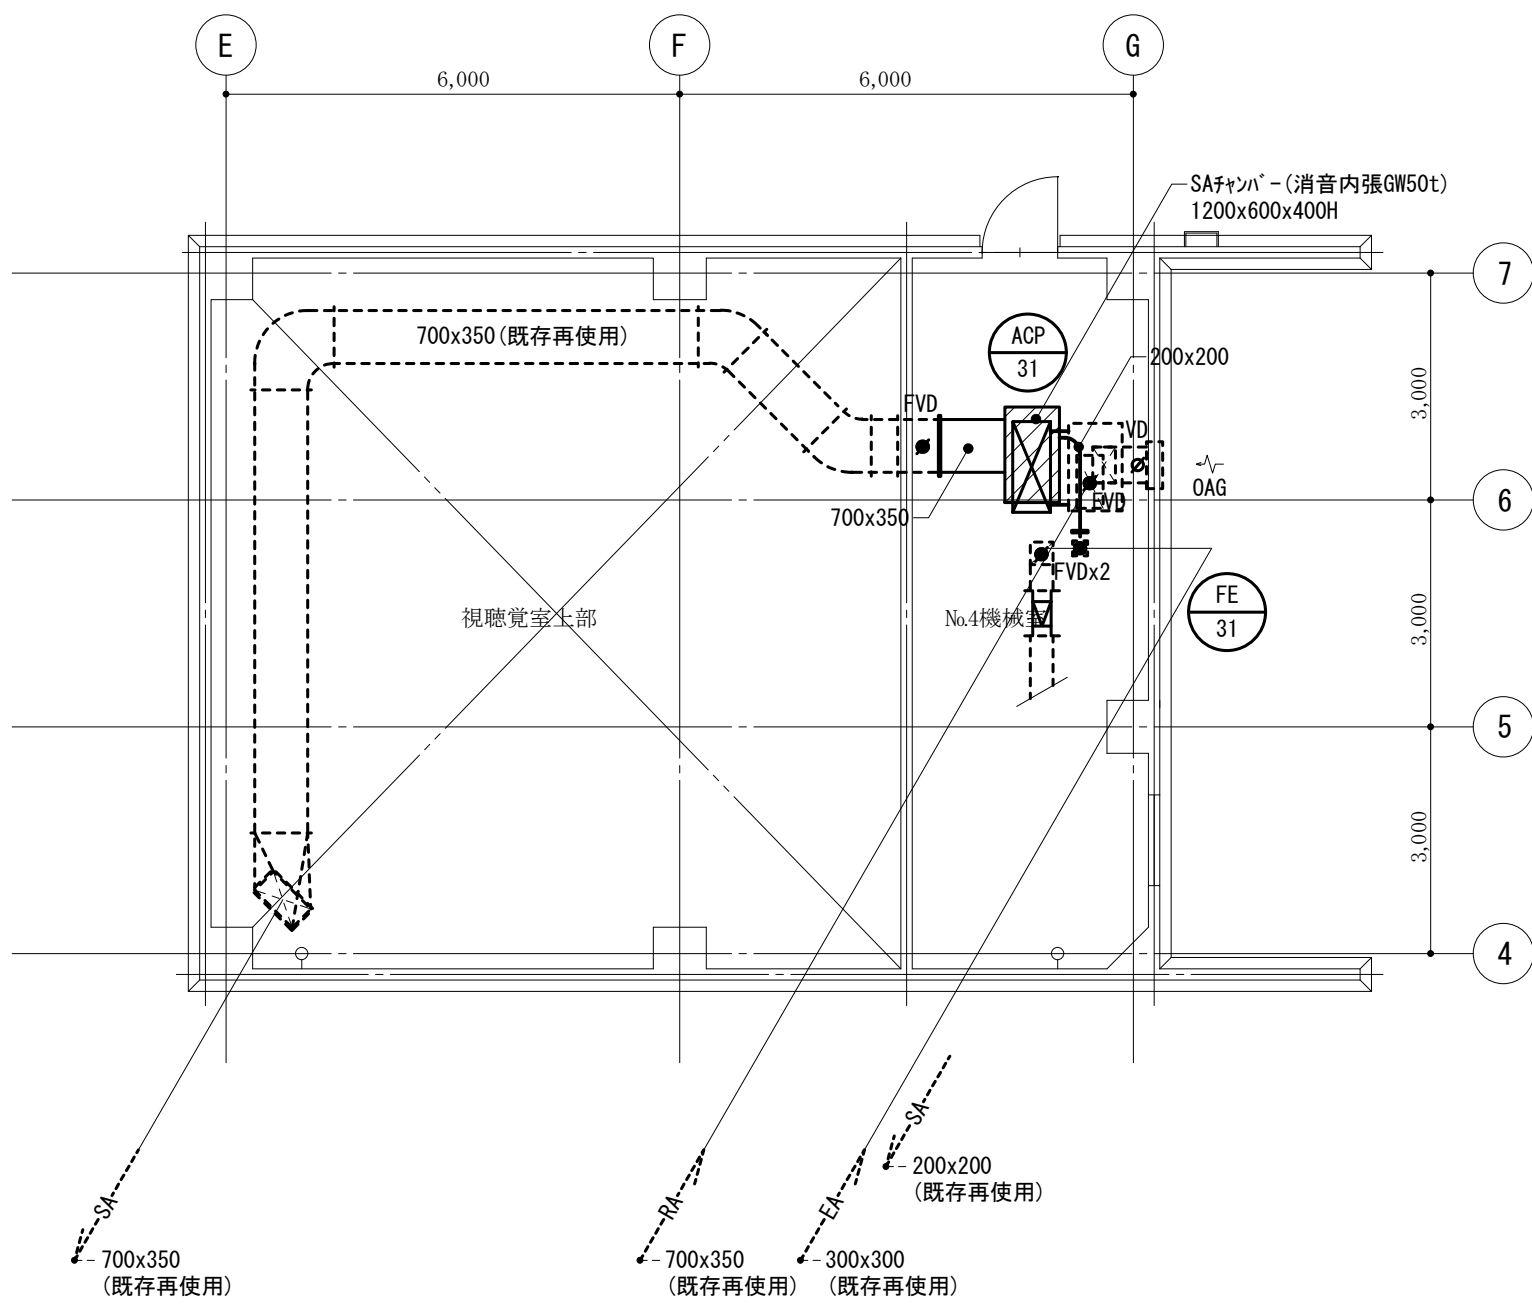 E
F
G
6,000
6,000
SAチャンバー(消音内張GW50t)
1200x600x400H
7
700x350(既存再使用)
ACP
31
200x200
3,000
FVD
VD
OAG
FVD
6
700x350
FVDx2
FE
31
視聴覚室上部
No.4機械室
3,000
5
3,000
4
SA
200x200
(既存再使用)
SA
RA
EA
700x350
(既存再使用)
700x350
(既存再使用)
300x300
(既存再使用)